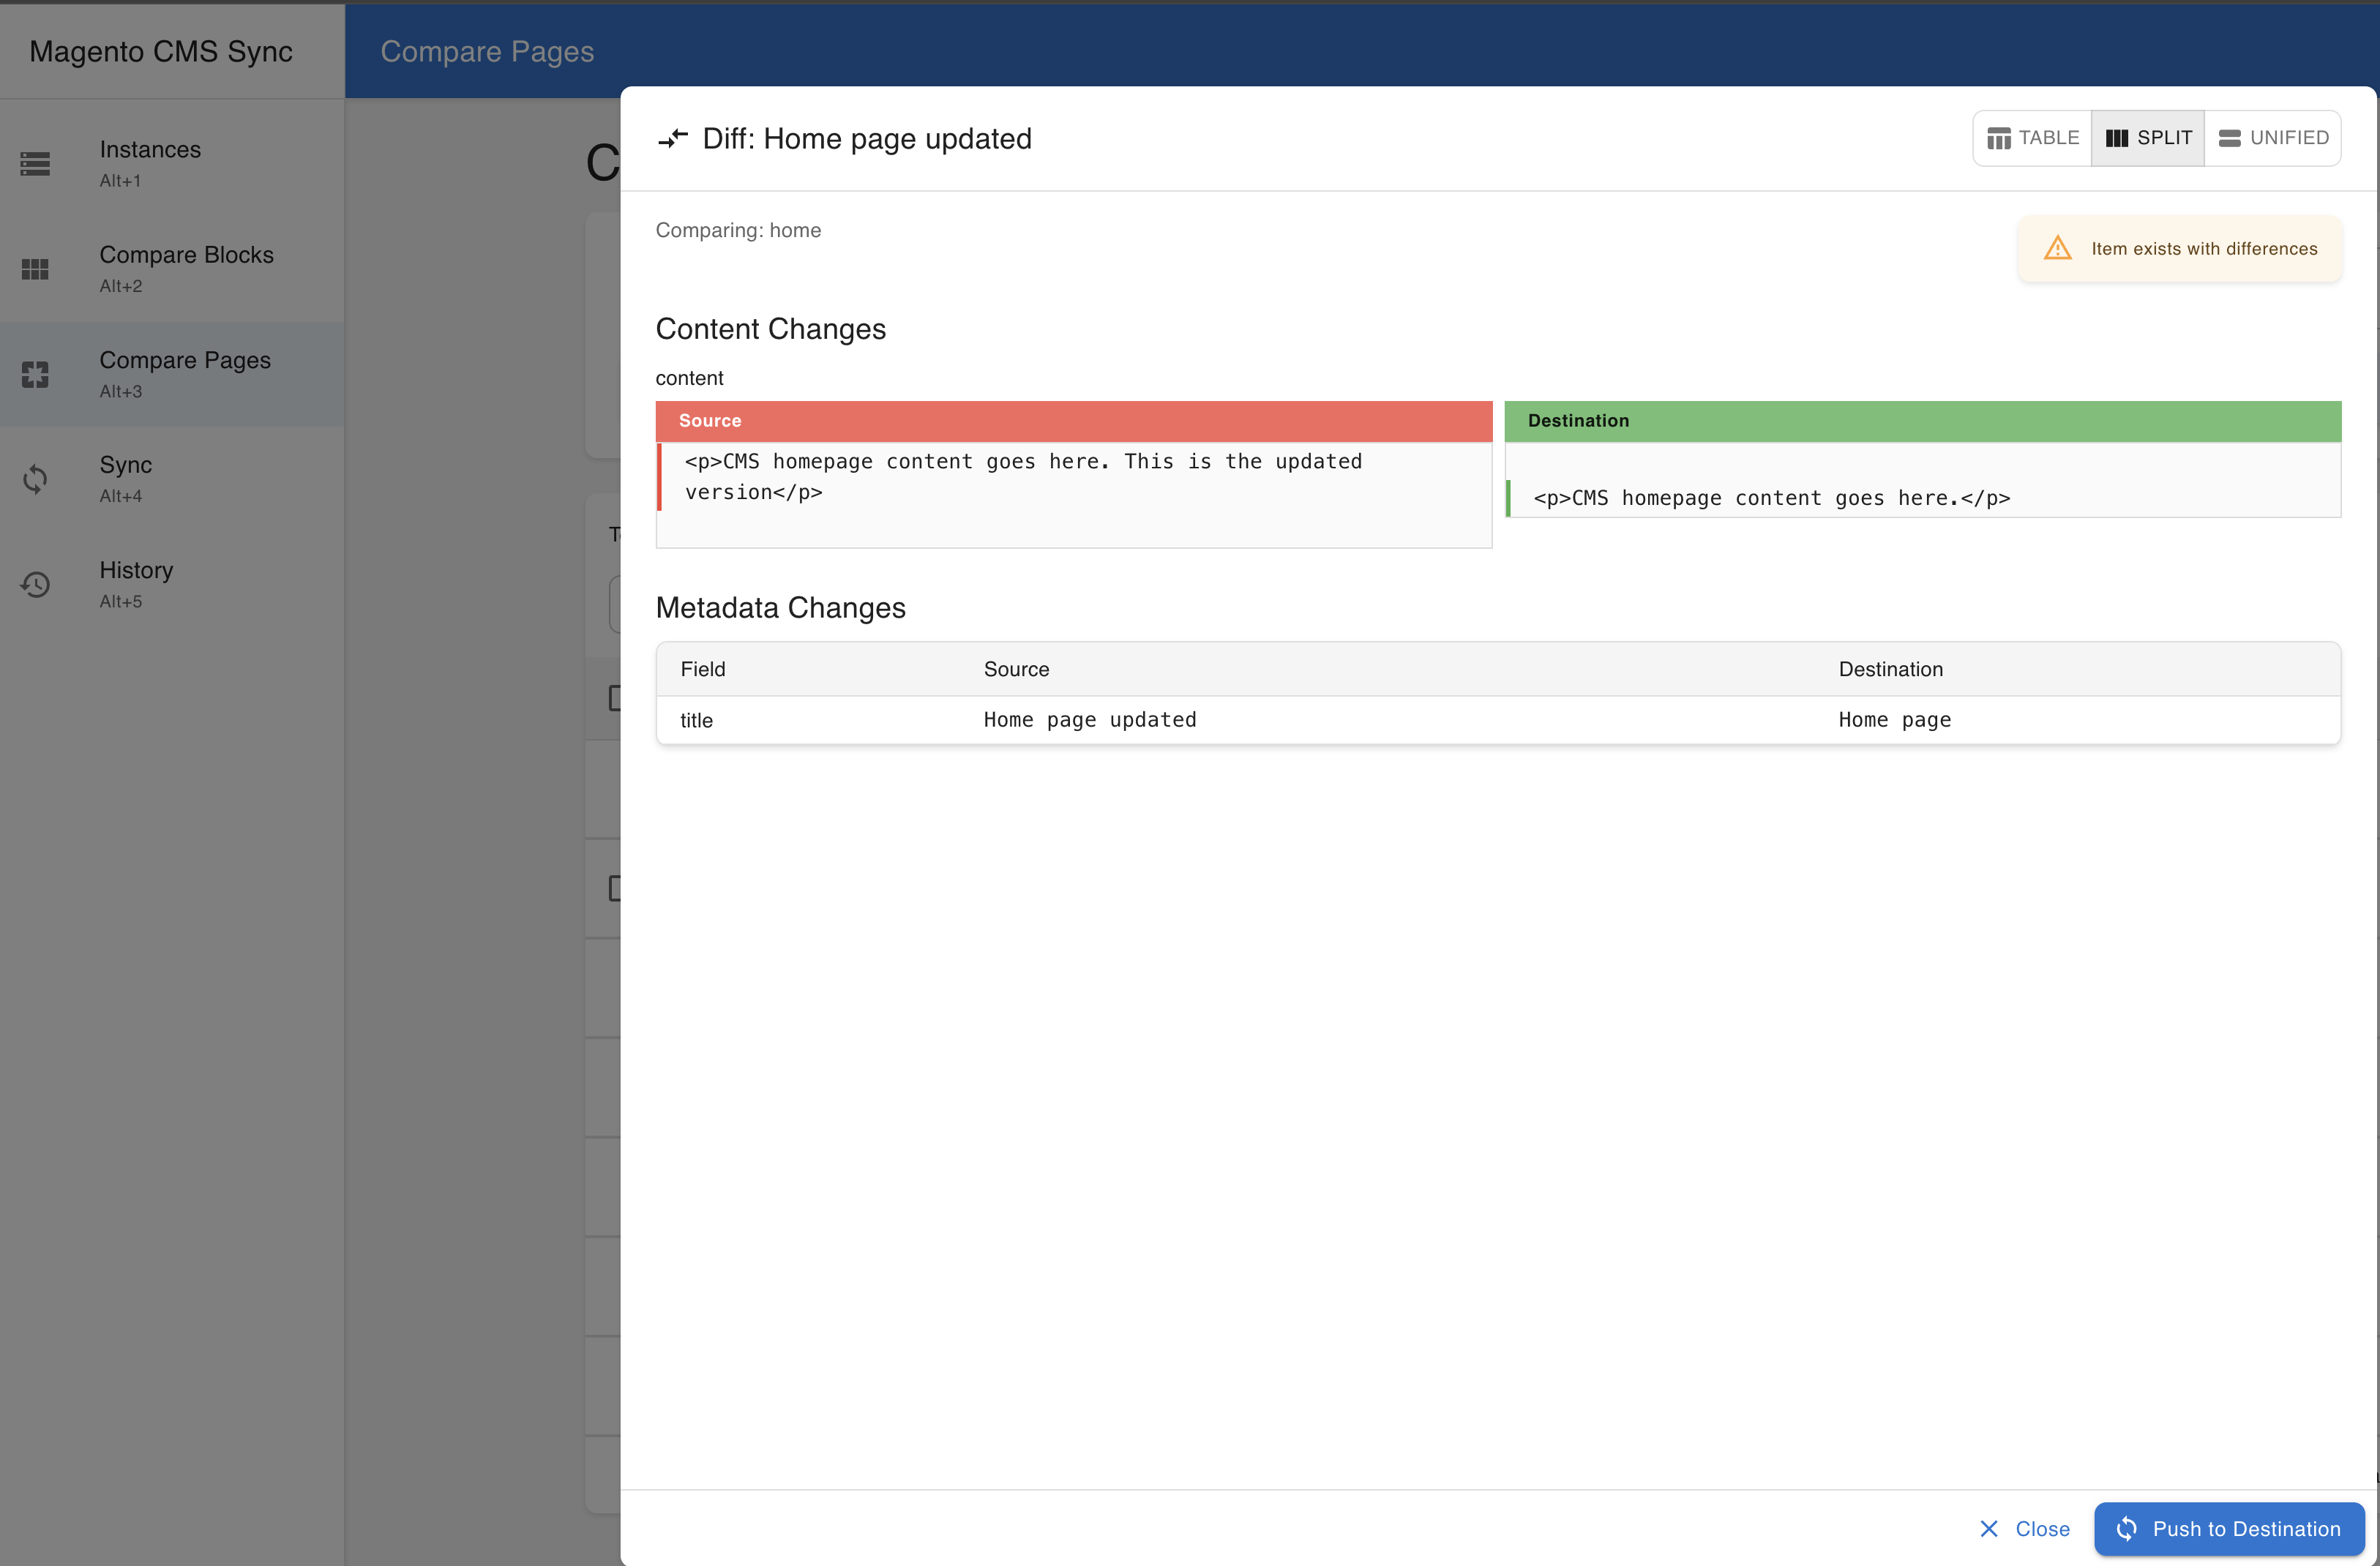 Magento CMS Sync
Compare Pages
Instances
Alt+1
Compare Blocks
Alt+2
Compare Pages
Alt+3
Sync
Alt+4
History
Alt+5
Diff: Home page updated
TABLE
SPLIT
UNIFIED
Comparing: home
Item exists with differences
Content Changes
content
Source
Destination
<p>CMS homepage content goes here. This is the updated
version</p>
<p>CMS homepage content goes here.</p>
Metadata Changes
Field Source Destination
title Home page updated Home page
Close
Push to Destination